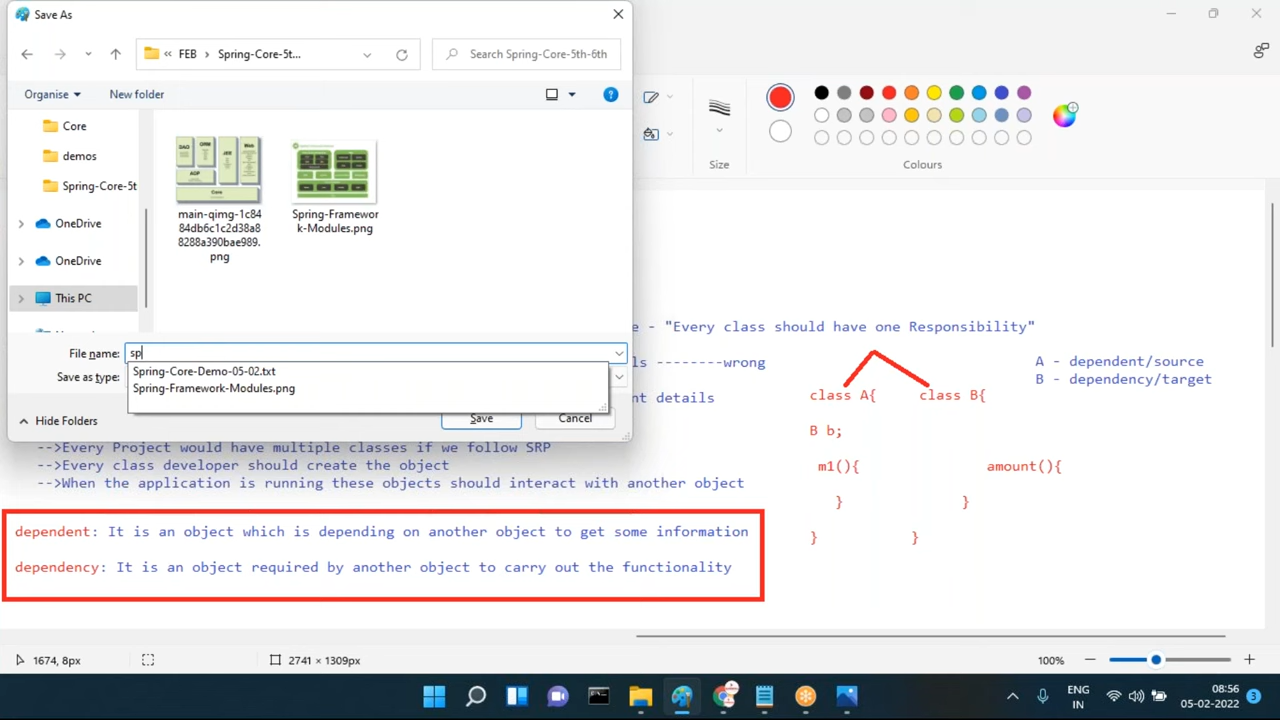 Save As
FEB > Spring-Core-5t...
Search Spring-Core-5th-6th
Organise
New folder
Core
demos
Spring-Core-5t
OneDrive
OneDrive
This PC
DAO
ORM
JEE
Web
AOP
Core
main-qimg-1c84
84db6c1c2d38a8
8288a390bae989.
png
Spring-Framewor
k-Modules.png
File name:
sp
Spring-Core-Demo-05-02.txt
Spring-Framework-Modules.png
Save as type:
Hide Folders
Save
Cancel
Size
Colours
e - "Every class should have one Responsibility"
ls --------wrong
nt details
-->Every Project would have multiple classes if we follow SRP
-->Every class developer should create the object
-->When the application is running these objects should interact with another object
dependent: It is an object which is depending on another object to get some information
dependency: It is an object required by another object to carry out the functionality
A - dependent/source
B - dependency/target
class A{ class B{
B b;
m1(){ amount(){
} }
} }
1674, 8px
2741 × 1309px
100%
ENG
IN
08:56
05-02-2022
3